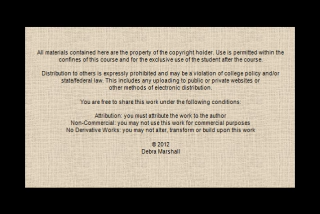 All materials contained here are the property of the copyright holder. Use is permitted within the
confines of this course and for the exclusive use of the student after the course.
Distribution to others is expressly prohibited and may be a violation of college policy and/or
state/federal law. This includes any uploading to public or private websites or
other methods of electronic distribution.
You are free to share this work under the following conditions:
Attribution: you must attribute the work to the author
Non-Commercial: you may not use this work for commercial purposes
No Derivative Works: you may not alter, transform or build upon this work
© 2012
Debra Marshall